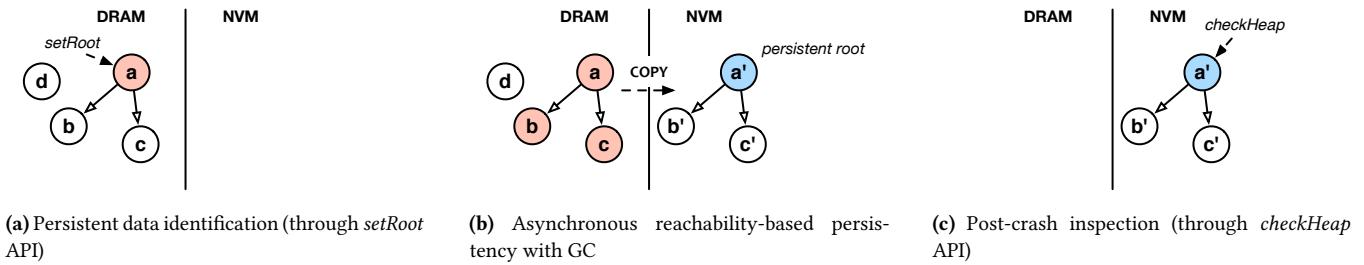 DRAM NVM
setRoot
a
d
b
c
(a) Persistent data identification (through setRoot
API)
DRAM NVM
persistent root
a
COPY
a'
d
b
b'
c
c'
(b) Asynchronous reachability-based persis-
tency with GC
DRAM NVM
checkHeap
a'
b'
c'
(c) Post-crash inspection (through checkHeap
API)